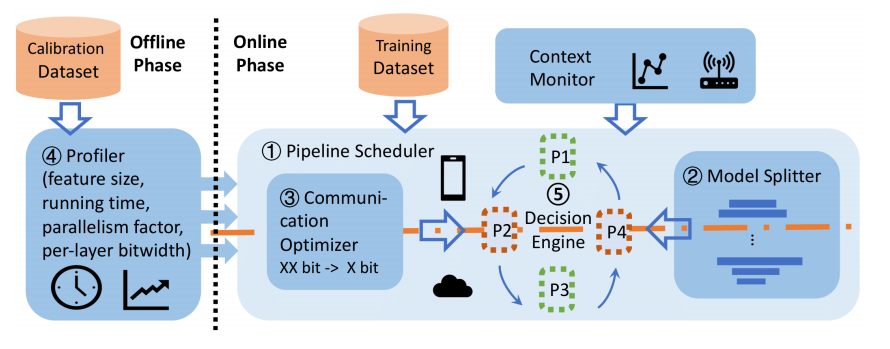 Calibration
Dataset
Offline
Phase
Online
Phase
Training
Dataset
Context
Monitor
④ Profiler
(feature size,
running time,
parallelism factor,
per-layer bitwidth)
① Pipeline Scheduler
③ Communi-
cation
Optimizer
XX bit -> X bit
P1
P2
⑤
Decision
Engine
P4
P3
② Model Splitter
⋮